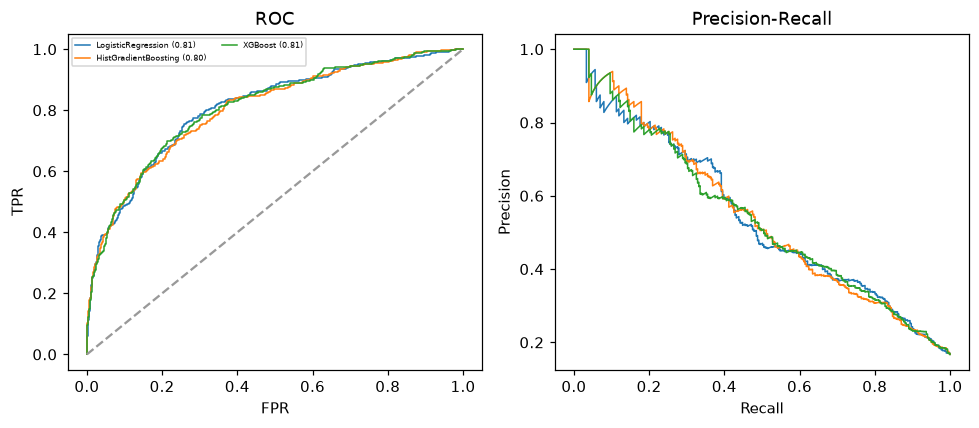 ROC
LogisticRegression (0.81)
HistGradientBoosting (0.80)
XGBoost (0.81)
1.0
0.8
0.6
0.4
0.2
0.0
TPR
0.0 0.2 0.4 0.6 0.8 1.0
FPR
Precision-Recall
1.0
0.8
0.6
0.4
0.2
Precision
0.0 0.2 0.4 0.6 0.8 1.0
Recall